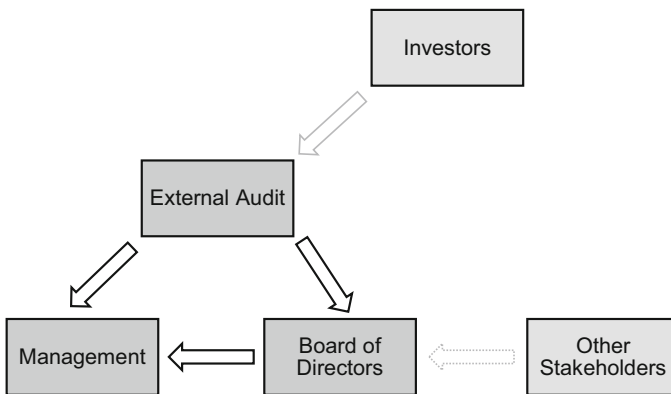 Investors
External Audit
Management
Board of
Directors
Other
Stakeholders